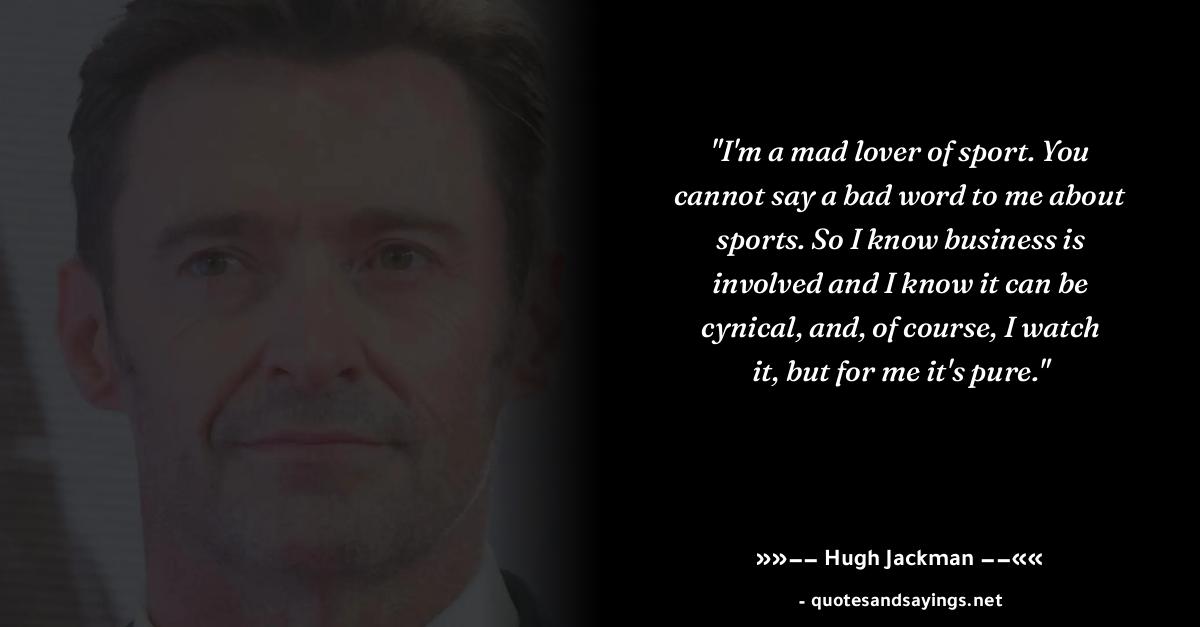 "I'm a mad lover of sport. You
cannot say a bad word to me about
sports. So I know business is
involved and I know it can be
cynical, and, of course, I watch
it, but for me it's pure."
»»−− Hugh Jackman −−««
- quotesandsayings.net